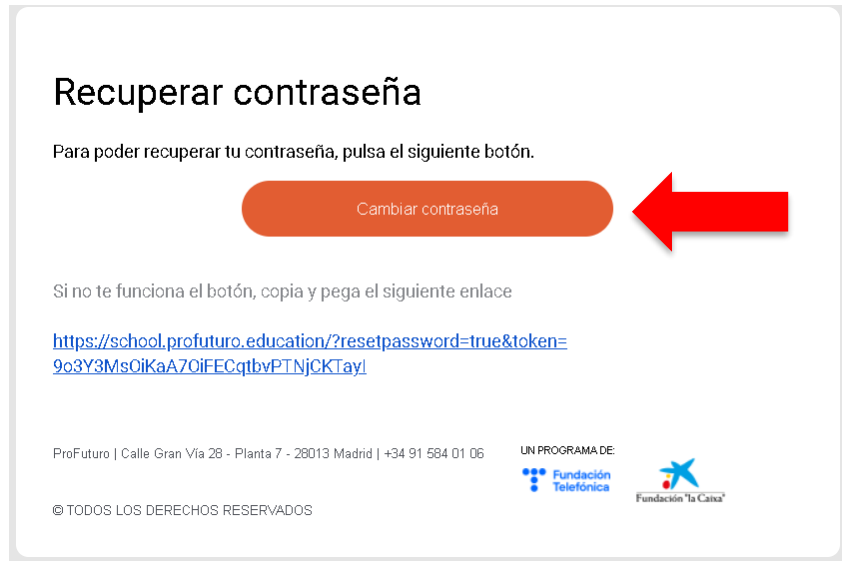 Recuperar contraseña
Para poder recuperar tu contraseña, pulsa el siguiente botón.
Cambiar contraseña
Si no te funciona el botón, copia y pega el siguiente enlace
https://school.profuturo.education/?resetpassword=true&token=
9o3Y3MsOiKaA7OiFECqtbvPTNjCKTayI
ProFuturo | Calle Gran Vía 28 - Planta 7 - 28013 Madrid | +34 91 584 01 06
UN PROGRAMA DE:
Fundación
Telefónica
Fundación "la Caixa"
© TODOS LOS DERECHOS RESERVADOS